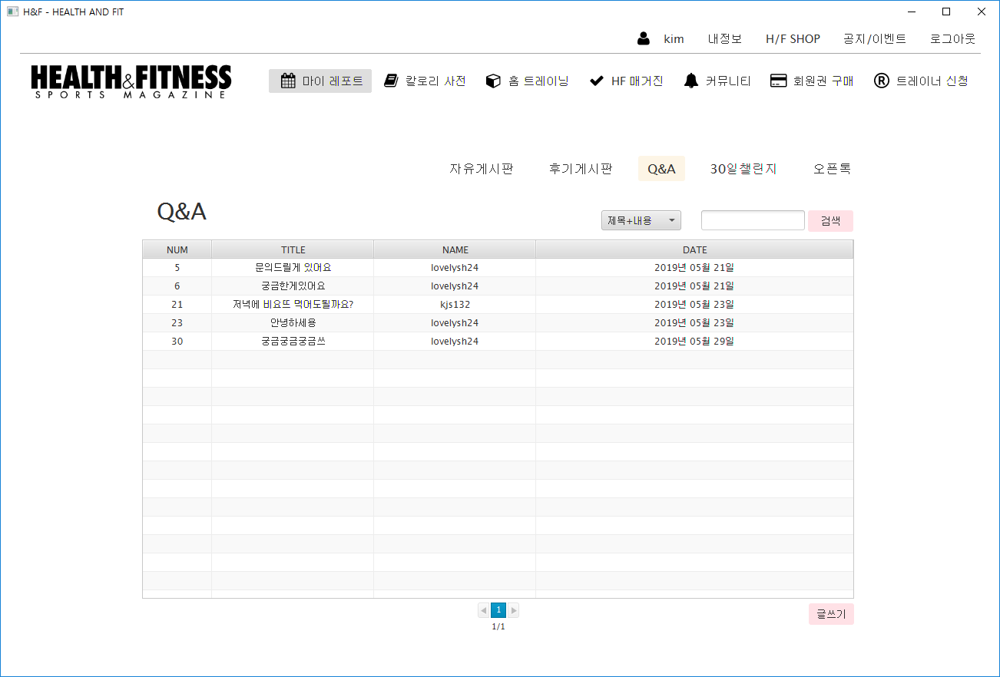 H&F - HEALTH AND FIT
kim 내정보 H/F SHOP 공지/이벤트 로그아웃
HEALTH&FITNESS
SPORTS MAGAZINE
마이 레포트 칼로리 사전 홈 트레이닝 HF 매거진 커뮤니티 회원권 구매 트레이너 신청
자유게시판 후기게시판 Q&A 30일챌린지 오픈톡
Q&A
제목+내용 검색
NUM TITLE NAME DATE
5 문의드릴게 있어요 lovelysh24 2019년 05월 21일
6 궁금한게있어요 lovelysh24 2019년 05월 21일
21 저녁에 비요뜨 먹어도될까요? kjs132 2019년 05월 23일
23 안녕하세용 lovelysh24 2019년 05월 23일
30 궁금궁금궁금쓰 lovelysh24 2019년 05월 29일
1
1/1
글쓰기